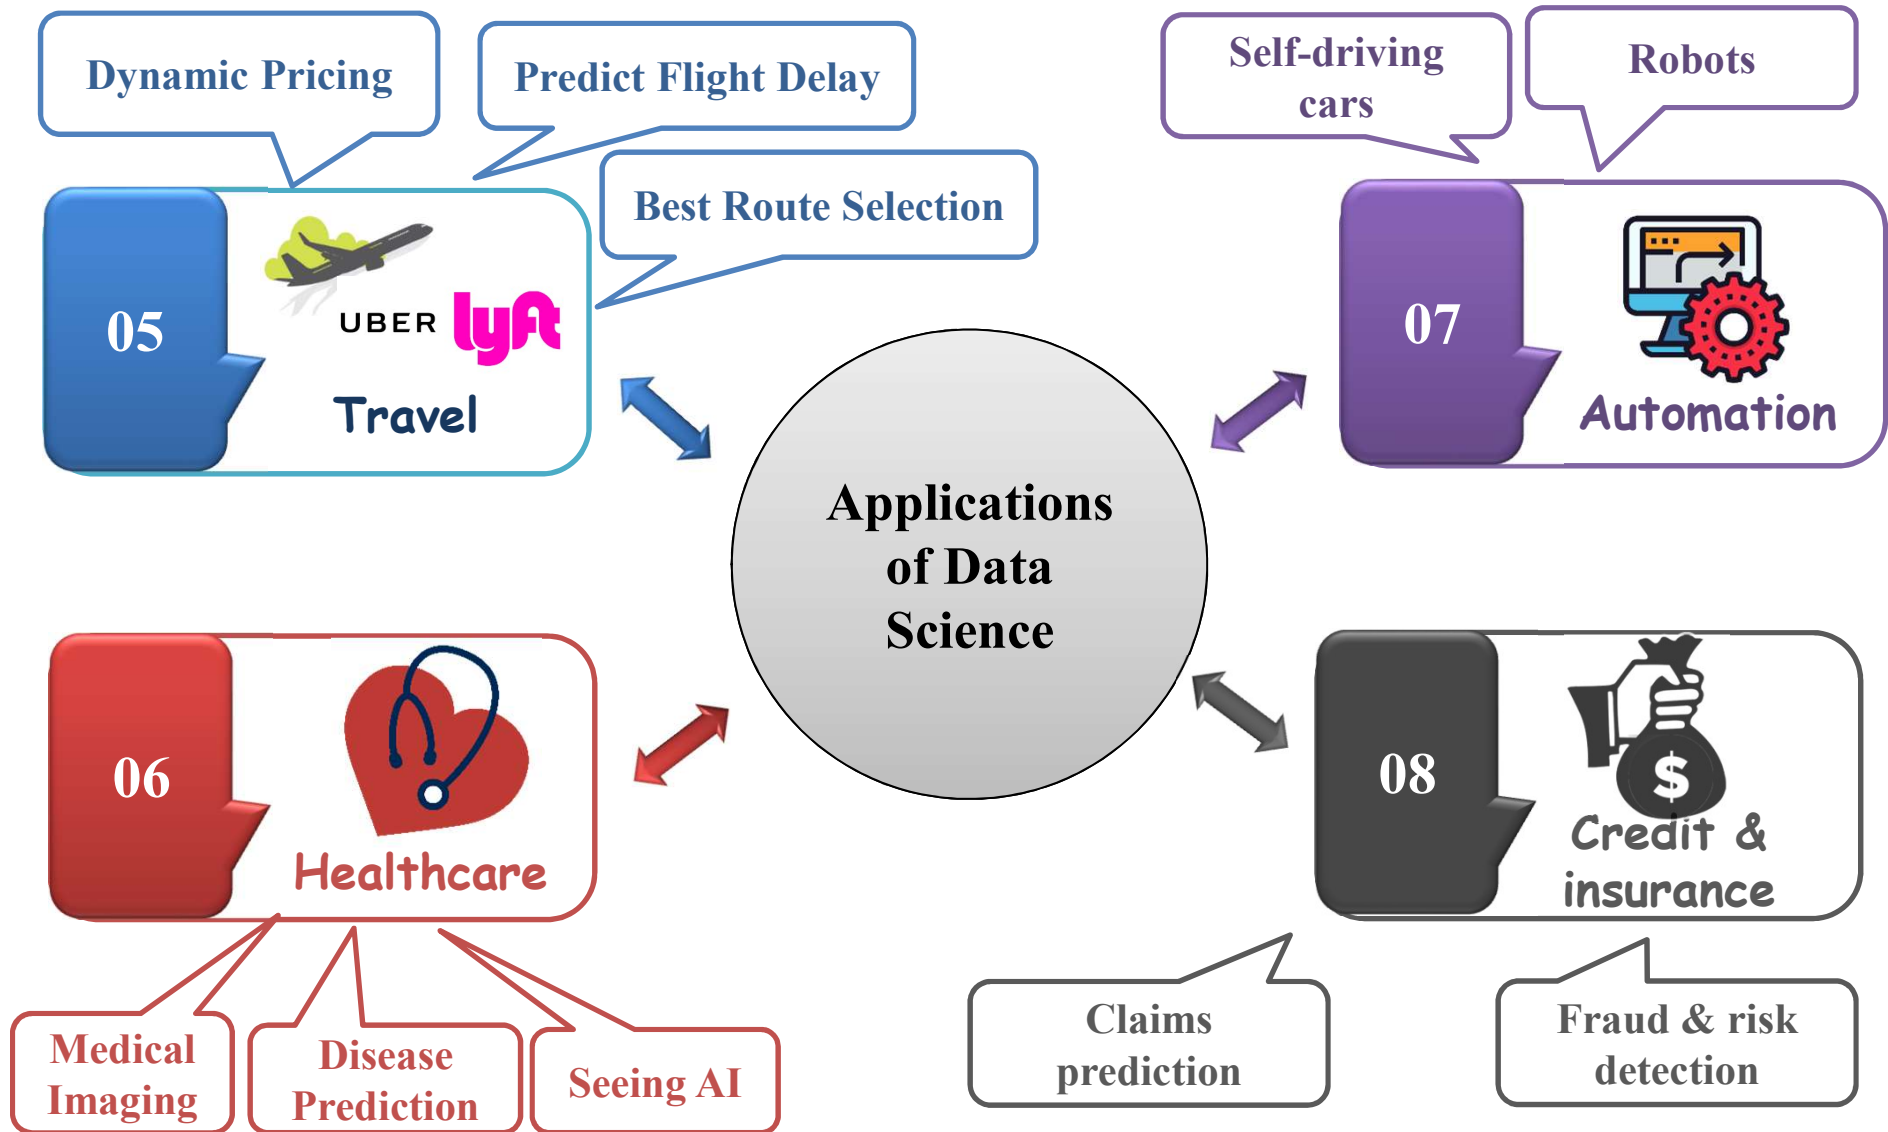 Dynamic Pricing
Predict Flight Delay
Best Route Selection
05
UBER lyft
Travel
Self-driving
cars
Robots
07
Automation
Applications
of Data
Science
06
Healthcare
Medical
Imaging
Disease
Prediction
Seeing AI
08
$
Credit &
insurance
Claims
prediction
Fraud & risk
detection